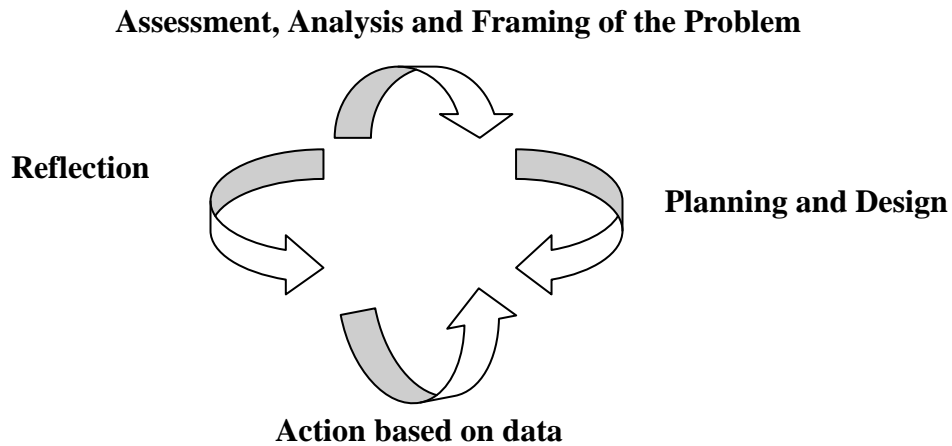 Assessment, Analysis and Framing of the Problem
Reflection
Planning and Design
Action based on data